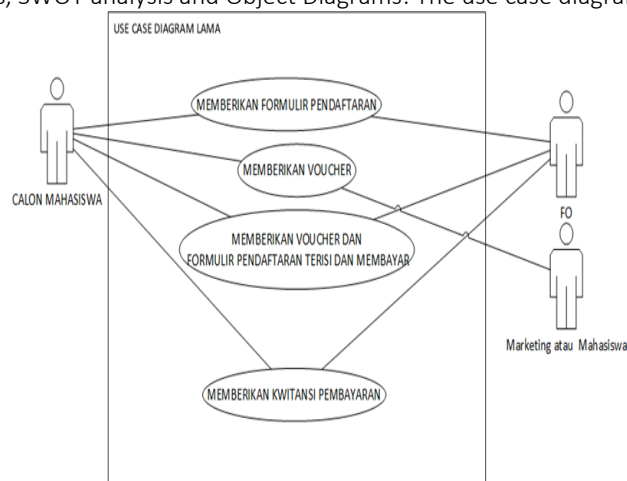 s, SWOT analysis and Object Diagrams. The use case diagra
USE CASE DIAGRAM LAMA
MEMBERIKAN FORMULIR PENDAFTARAN
MEMBERIKAN VOUCHER
CALON MAHASISWA
FO
MEMBERIKAN VOUCHER DAN
FORMULIR PENDAFTARAN TERISI DAN MEMBAYAR
Marketing atau Mahasiswa
MEMBERIKAN KWITANSI PEMBAYARAN